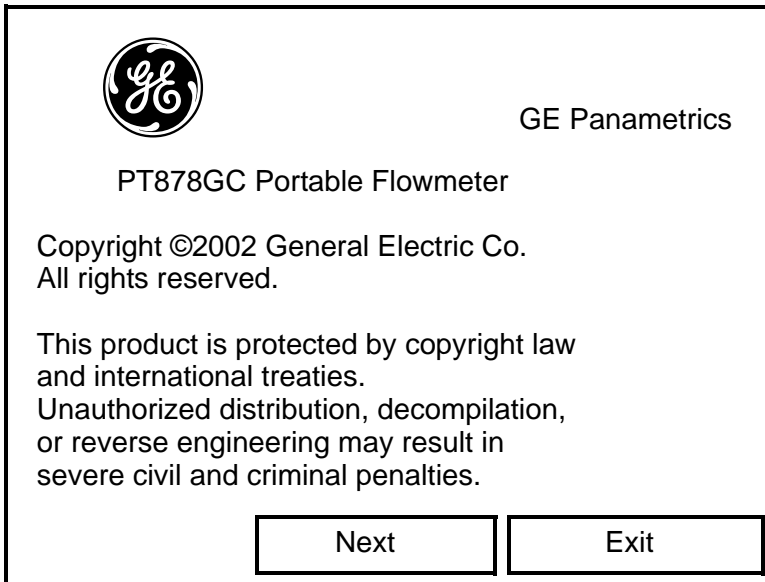 GE
GE Panametrics
PT878GC Portable Flowmeter
Copyright ©2002 General Electric Co.
All rights reserved.
This product is protected by copyright law
and international treaties.
Unauthorized distribution, decompilation,
or reverse engineering may result in
severe civil and criminal penalties.
Next
Exit